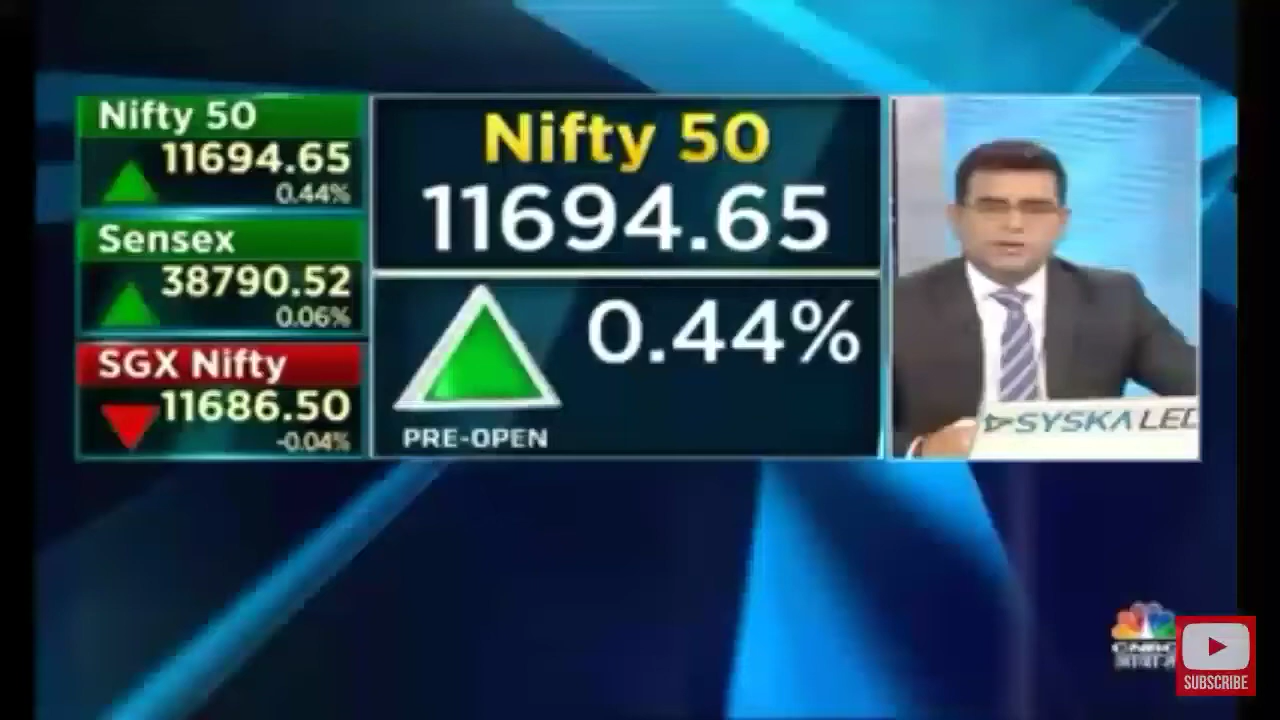 Nifty 50
11694.65
0.44%
Sensex
38790.52
0.06%
SGX Nifty
11686.50
-0.04%
Nifty 50
11694.65
0.44%
PRE-OPEN
SYSKA LED
CNBC
SUBSCRIBE